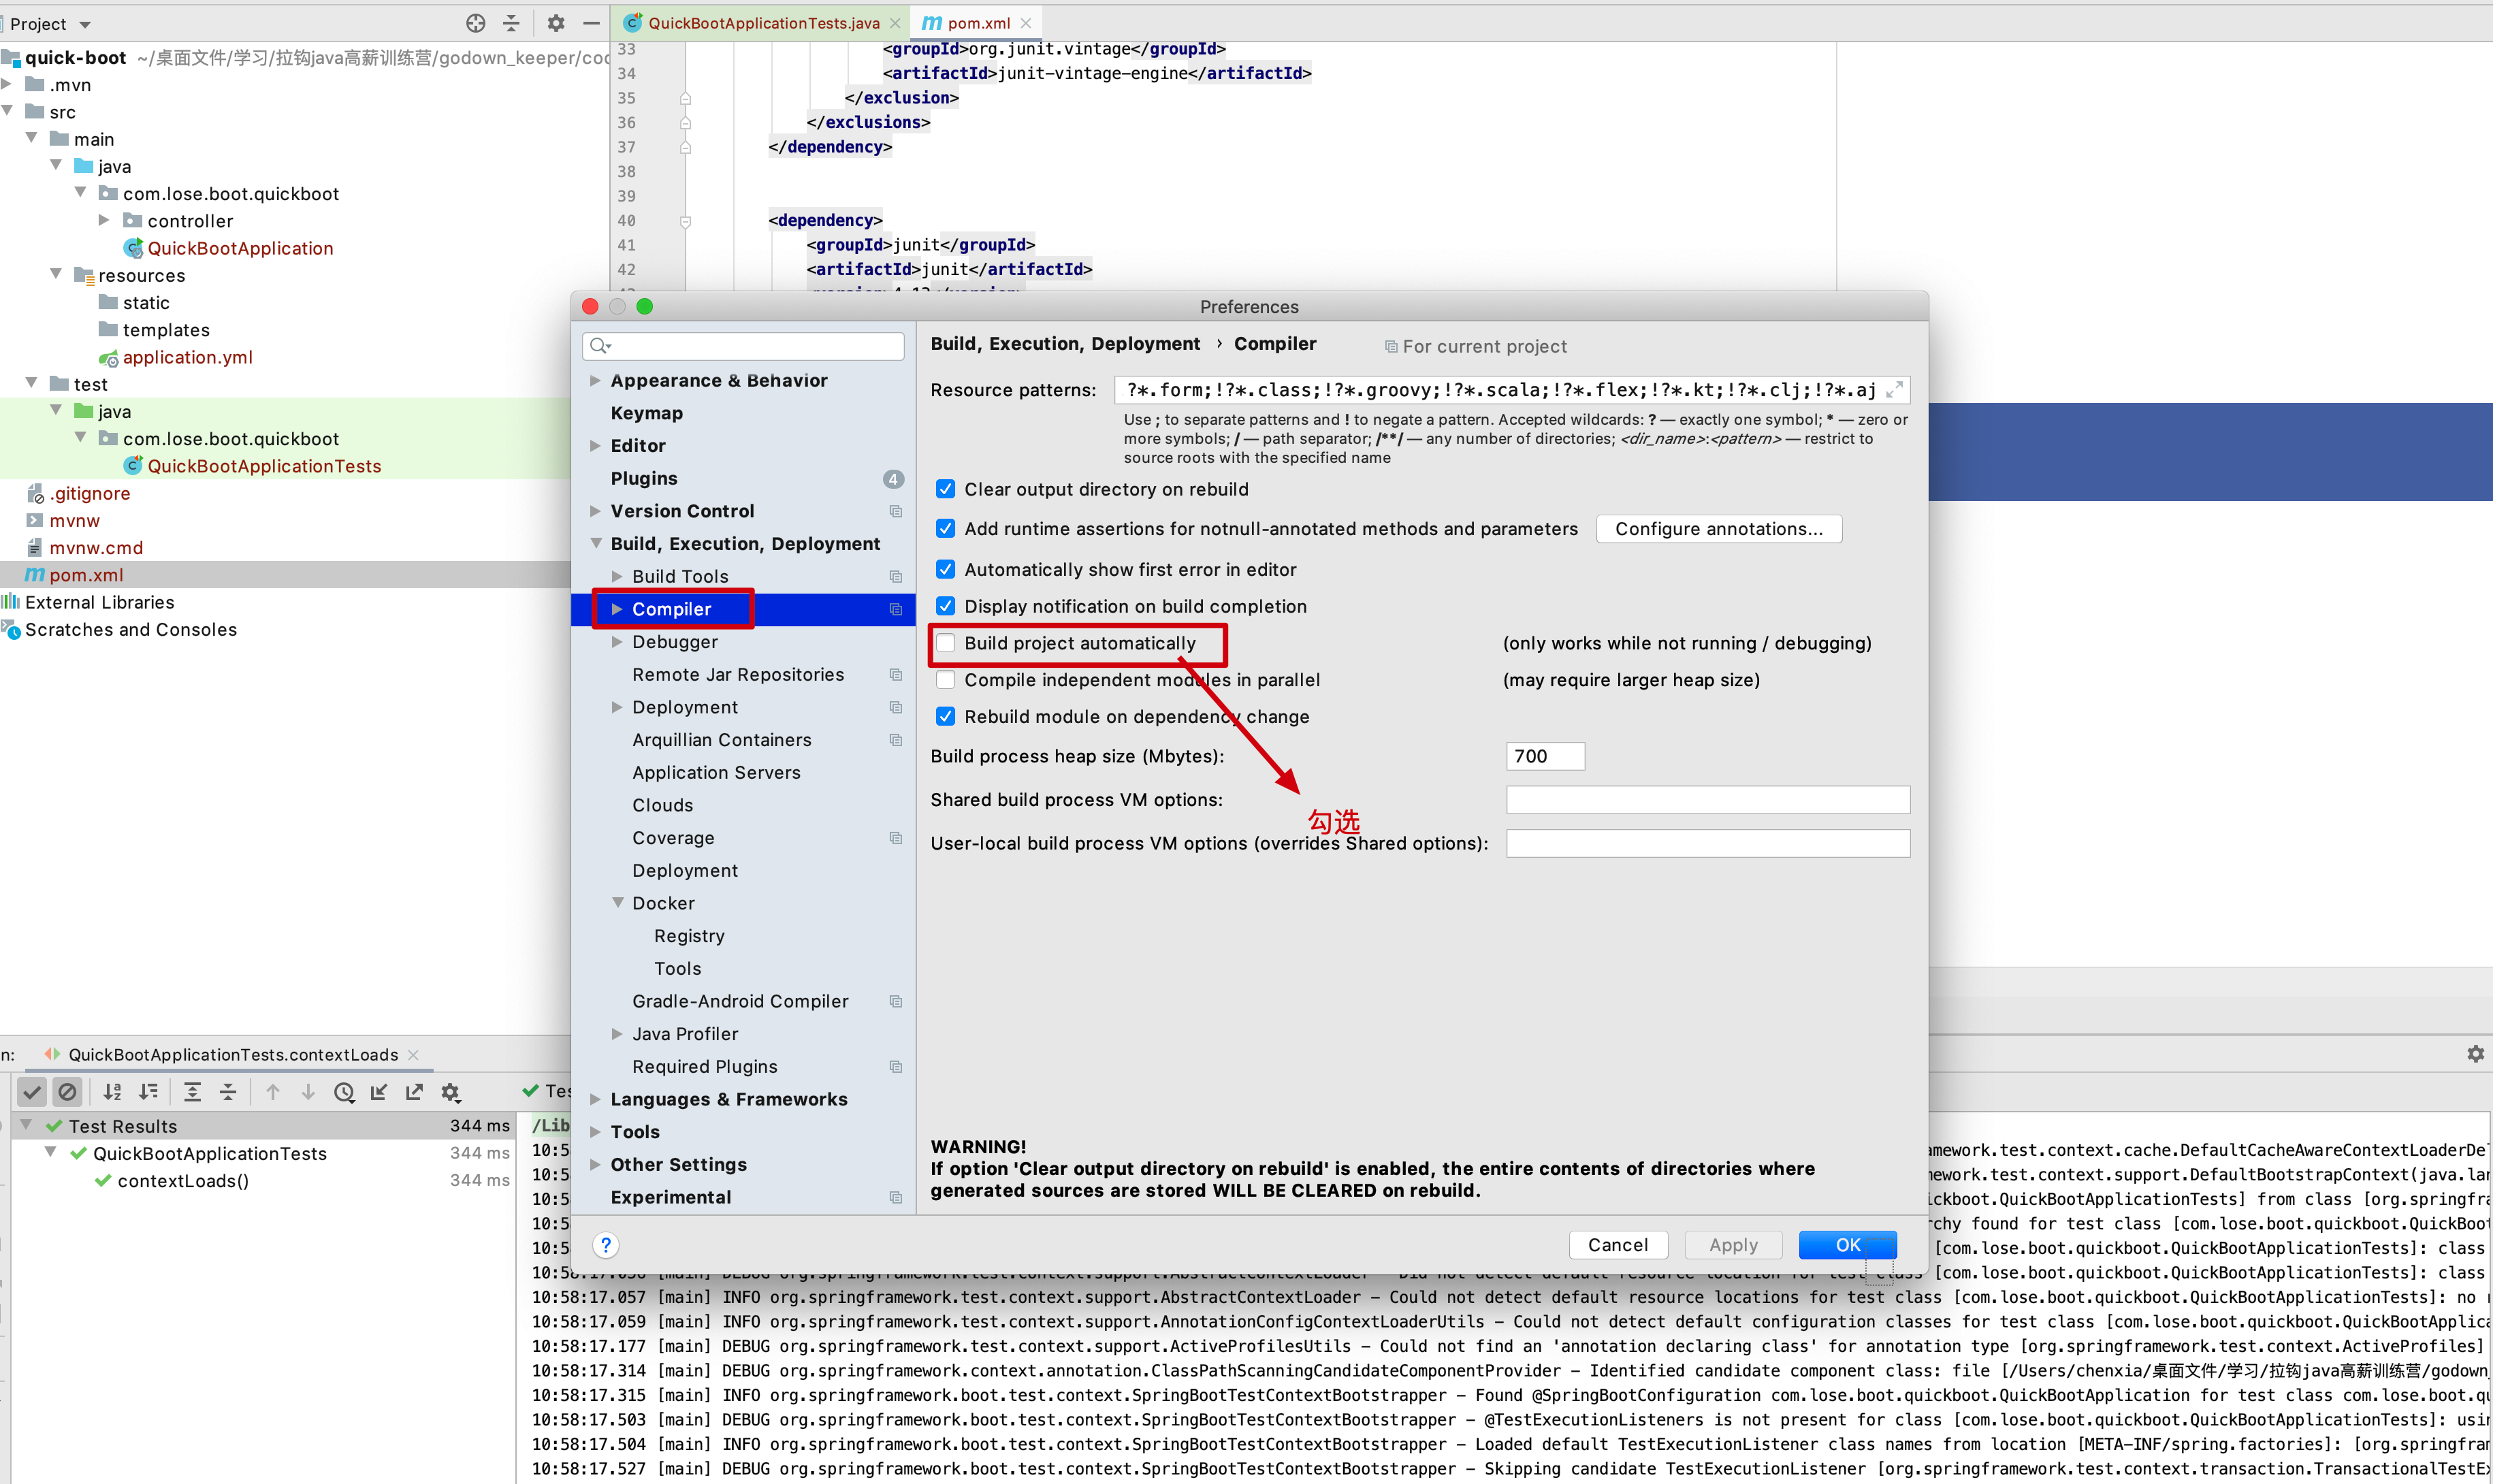 Project
QuickBootApplicationTests.java
pom.xml
quick-boot ~/桌面文件/学习/拉钩java高薪训练营/godown_keeper/coc
.mvn
src
main
java
com.lose.boot.quickboot
controller
QuickBootApplication
resources
static
templates
application.yml
test
java
com.lose.boot.quickboot
QuickBootApplicationTests
.gitignore
mvnw
mvnw.cmd
pom.xml
External Libraries
Scratches and Consoles
33 <groupId>org.junit.vintage</groupId>
34 <artifactId>junit-vintage-engine</artifactId>
35 </exclusion>
36 </exclusions>
37 </dependency>
38
39
40 <dependency>
41 <groupId>junit</groupId>
42 <artifactId>junit</artifactId>
Preferences
Appearance & Behavior
Keymap
Editor
Plugins 4
Version Control
Build, Execution, Deployment
Build Tools
Compiler
Debugger
Remote Jar Repositories
Deployment
Arquillian Containers
Application Servers
Clouds
Coverage
Deployment
Docker
Registry
Tools
Gradle-Android Compiler
Java Profiler
Required Plugins
Languages & Frameworks
Tools
Other Settings
Experimental
Build, Execution, Deployment › Compiler For current project
Resource patterns: ?*.form;!?*.class;!?*.groovy;!?*.scala;!?*.flex;!?*.kt;!?*.clj;!?*.aj
Use ; to separate patterns and ! to negate a pattern. Accepted wildcards: ? — exactly one symbol; * — zero or
more symbols; / — path separator; /**/ — any number of directories; <dir_name>:<pattern> — restrict to
source roots with the specified name
Clear output directory on rebuild
Add runtime assertions for notnull-annotated methods and parameters Configure annotations...
Automatically show first error in editor
Display notification on build completion
Build project automatically (only works while not running / debugging)
Compile independent modules in parallel (may require larger heap size)
Rebuild module on dependency change
Build process heap size (Mbytes): 700
Shared build process VM options:
勾选
User-local build process VM options (overrides Shared options):
WARNING!
If option 'Clear output directory on rebuild' is enabled, the entire contents of directories where
generated sources are stored WILL BE CLEARED on rebuild.
? Cancel Apply OK
n: QuickBootApplicationTests.contextLoads
Tes
Test Results 344 ms
QuickBootApplicationTests 344 ms
contextLoads() 344 ms
/Lib
10:5 amework.test.context.cache.DefaultCacheAwareContextLoaderDel
10:5 ework.test.context.support.DefaultBootstrapContext(java.lan
10:5 ickboot.QuickBootApplicationTests] from class [org.springfra
10:5 rchy found for test class [com.lose.boot.quickboot.QuickBoot
10:5 [com.lose.boot.quickboot.QuickBootApplicationTests]: class
10:58:17.056 [main] DEBUG org.springframework.test.context.support.AbstractContextLoader – Did not detect default resource location for test class [com.lose.boot.quickboot.QuickBootApplicationTests]: class
10:58:17.057 [main] INFO org.springframework.test.context.support.AbstractContextLoader – Could not detect default resource locations for test class [com.lose.boot.quickboot.QuickBootApplicationTests]: no r
10:58:17.059 [main] INFO org.springframework.test.context.support.AnnotationConfigContextLoaderUtils – Could not detect default configuration classes for test class [com.lose.boot.quickboot.QuickBootApplica
10:58:17.177 [main] DEBUG org.springframework.test.context.support.ActiveProfilesUtils – Could not find an 'annotation declaring class' for annotation type [org.springframework.test.context.ActiveProfiles]
10:58:17.314 [main] DEBUG org.springframework.context.annotation.ClassPathScanningCandidateComponentProvider – Identified candidate component class: file [/Users/chenxia/桌面文件/学习/拉钩java高薪训练营/godown_
10:58:17.315 [main] INFO org.springframework.boot.test.context.SpringBootTestContextBootstrapper – Found @SpringBootConfiguration com.lose.boot.quickboot.QuickBootApplication for test class com.lose.boot.qu
10:58:17.503 [main] DEBUG org.springframework.boot.test.context.SpringBootTestContextBootstrapper – @TestExecutionListeners is not present for class [com.lose.boot.quickboot.QuickBootApplicationTests]: usin
10:58:17.504 [main] INFO org.springframework.boot.test.context.SpringBootTestContextBootstrapper – Loaded default TestExecutionListener class names from location [META-INF/spring.factories]: [org.springfram
10:58:17.527 [main] DEBUG org.springframework.boot.test.context.SpringBootTestContextBootstrapper – Skipping candidate TestExecutionListener [org.springframework.test.context.transaction.TransactionalTestEx